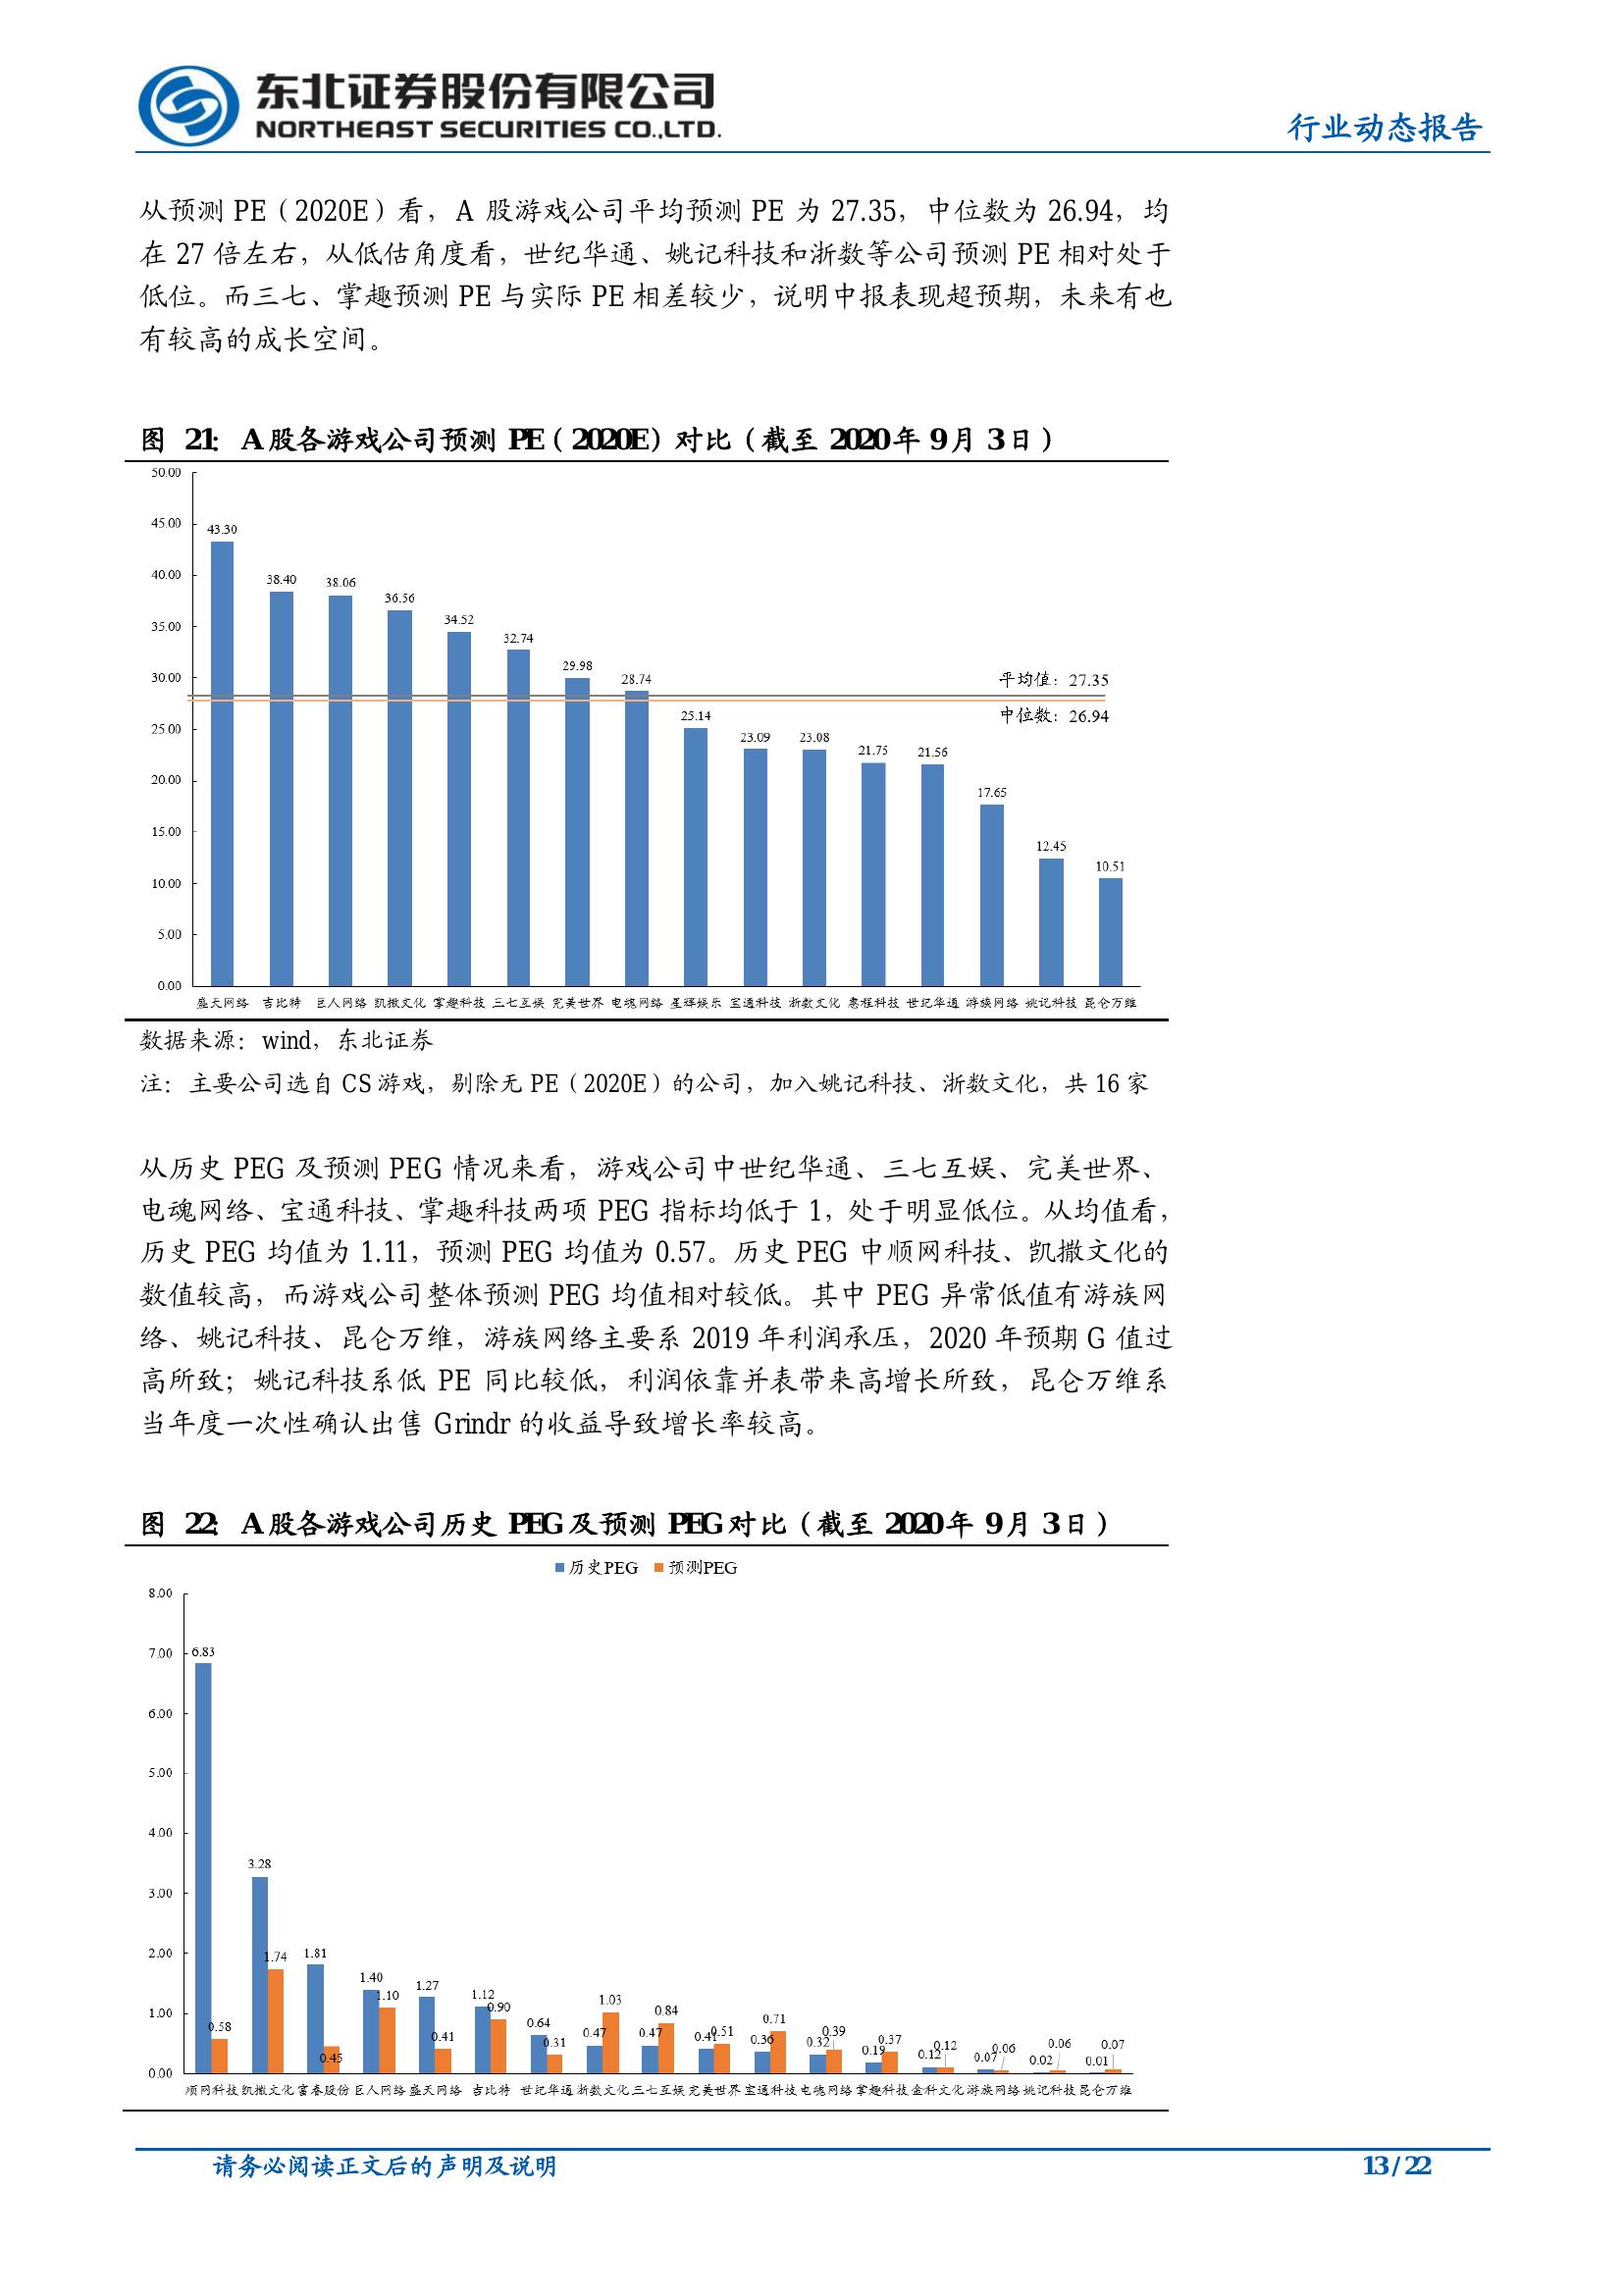 东北证券股份有限公司
NORTHEAST SECURITIES CO.,LTD.
行业动态报告
从预测 PE（2020E）看，A 股游戏公司平均预测 PE 为 27.35，中位数为 26.94，均
在 27 倍左右，从低估角度看，世纪华通、姚记科技和浙数等公司预测 PE 相对处于
低位。而三七、掌趣预测 PE 与实际 PE 相差较少，说明中报表现超预期，未来有也
有较高的成长空间。
图 21：A 股各游戏公司预测 PE（2020E）对比（截至 2020 年 9 月 3 日）
50.00
45.00
40.00
35.00
30.00
25.00
20.00
15.00
10.00
5.00
0.00
43.30 38.40 38.06 36.56 34.52 32.74 29.98 28.74 25.14 23.09 23.08 21.75 21.56 17.65 12.45 10.51
平均值：27.35
中位数：26.94
盛天网络 吉比特 巨人网络 凯撒文化 掌趣科技 三七互娱 完美世界 电魂网络 星辉娱乐 宝通科技 浙数文化 惠程科技 世纪华通 游族网络 姚记科技 昆仑万维
数据来源：wind，东北证券
注：主要公司选自 CS 游戏，剔除无 PE（2020E）的公司，加入姚记科技、浙数文化，共 16 家
从历史 PEG 及预测 PEG 情况来看，游戏公司中世纪华通、三七互娱、完美世界、
电魂网络、宝通科技、掌趣科技两项 PEG 指标均低于 1，处于明显低位。从均值看，
历史 PEG 均值为 1.11，预测 PEG 均值为 0.57。历史 PEG 中顺网科技、凯撒文化的
数值较高，而游戏公司整体预测 PEG 均值相对较低。其中 PEG 异常低值有游族网
络、姚记科技、昆仑万维，游族网络主要系 2019 年利润承压，2020 年预期 G 值过
高所致；姚记科技系低 PE 同比较低，利润依靠并表带来高增长所致，昆仑万维系
当年度一次性确认出售 Grindr 的收益导致增长率较高。
图 22：A 股各游戏公司历史 PEG 及预测 PEG 对比（截至 2020 年 9 月 3 日）
历史PEG 预测PEG
8.00
7.00
6.00
5.00
4.00
3.00
2.00
1.00
0.00
6.83 3.28 1.81 1.40 1.27 1.12 0.64 0.47 0.47 0.41 0.36 0.32 0.19 0.12 0.07 0.02 0.01
0.58 1.74 0.45 1.10 0.41 0.90 0.31 1.03 0.84 0.51 0.71 0.39 0.37 0.12 0.06 0.06 0.07
顺网科技 凯撒文化 富春股份 巨人网络 盛天网络 吉比特 世纪华通 浙数文化 三七互娱 完美世界 宝通科技 电魂网络 掌趣科技 金科文化 游族网络 姚记科技 昆仑万维
请务必阅读正文后的声明及说明
13 / 22